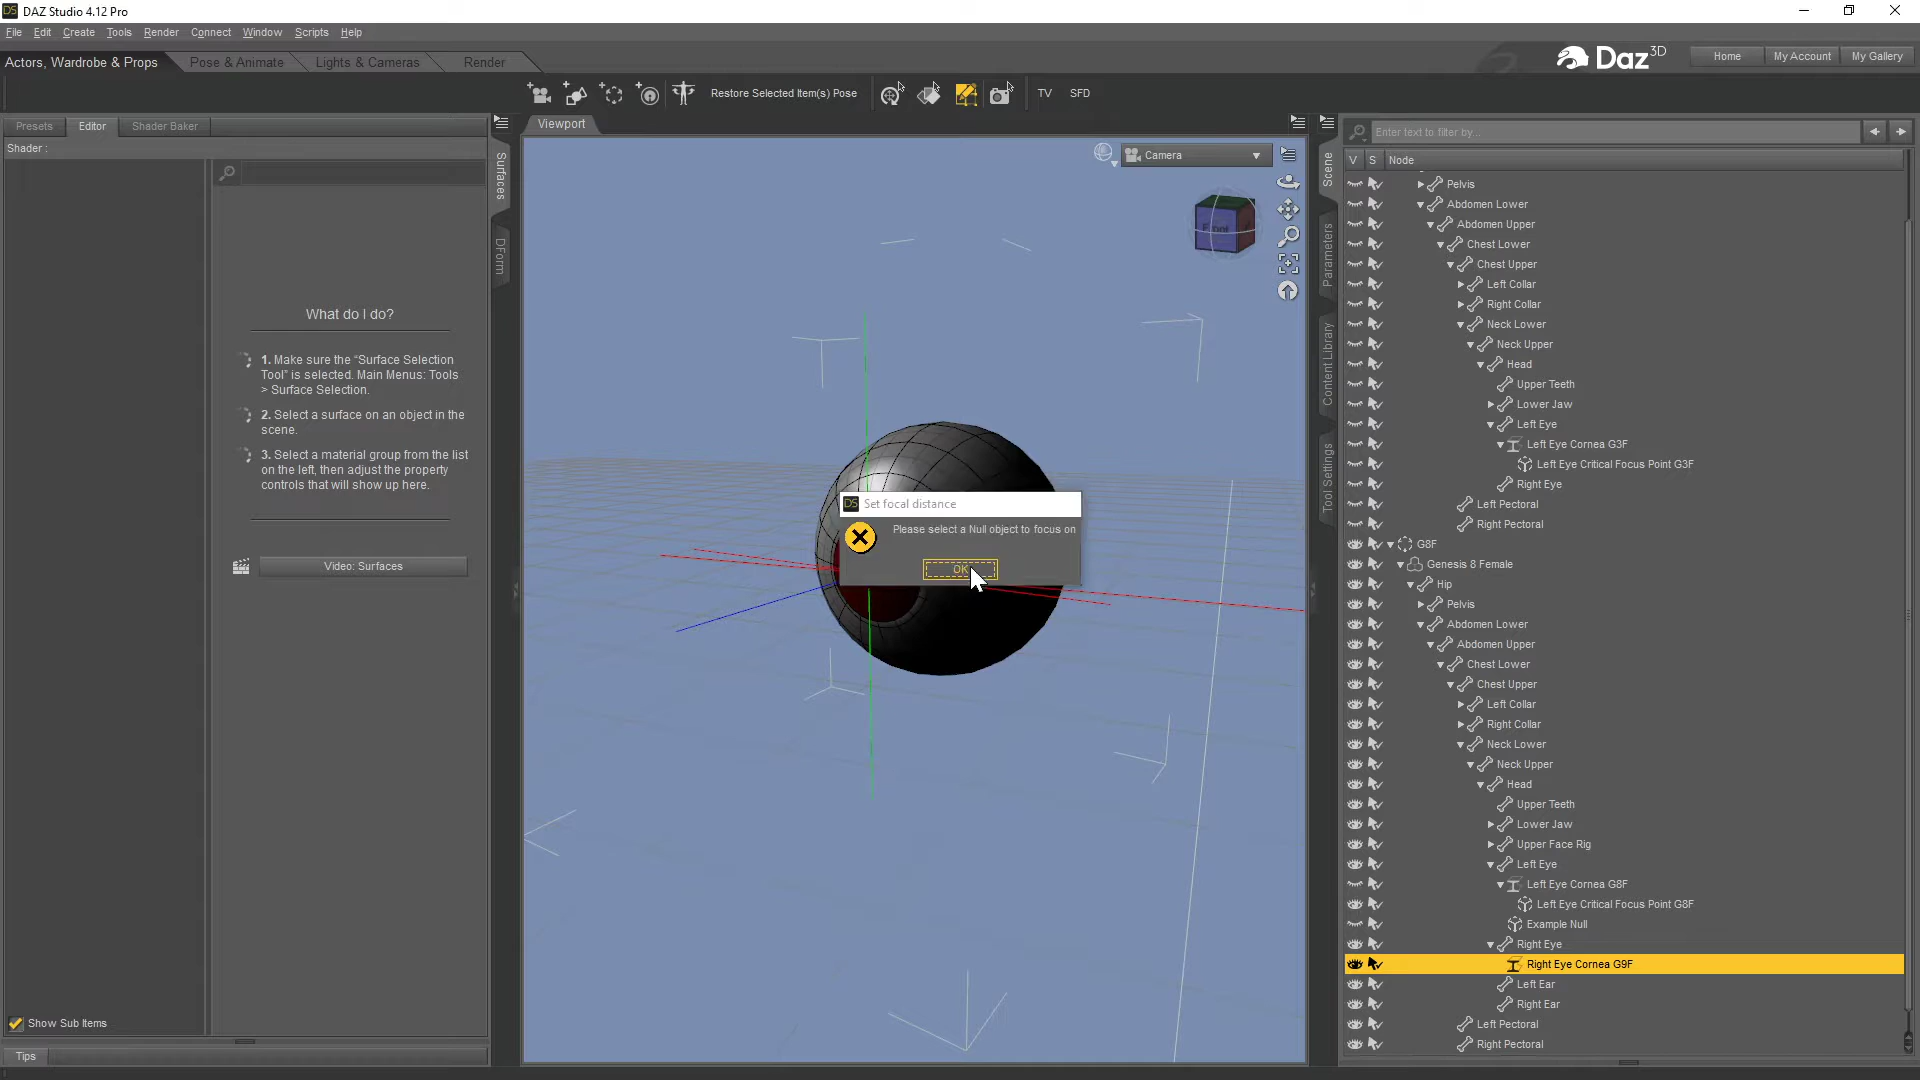 DAZ Studio 4.12 Pro
File Edit Create Tools Render Connect Window Scripts Help
Actors, Wardrobe & Props Pose & Animate Lights & Cameras Render
Daz 3D Home My Account My Gallery
Restore Selected Item(s) Pose TV SFD
Presets Editor Shader Baker
Shader :
Surfaces
DForm
What do I do?
1. Make sure the “Surface Selection
Tool” is selected. Main Menus: Tools
> Surface Selection.
2. Select a surface on an object in the
scene.
3. Select a material group from the list
on the left, then adjust the property
controls that will show up here.
Video: Surfaces
Show Sub Items
Tips
Viewport
Camera
Front
Set focal distance
Please select a Null object to focus on
OK
Scene
Parameters
Content Library
Tool Settings
Enter text to filter by...
V S Node
Pelvis
Abdomen Lower
Abdomen Upper
Chest Lower
Chest Upper
Left Collar
Right Collar
Neck Lower
Neck Upper
Head
Upper Teeth
Lower Jaw
Left Eye
Left Eye Cornea G3F
Left Eye Critical Focus Point G3F
Right Eye
Left Pectoral
Right Pectoral
G8F
Genesis 8 Female
Hip
Pelvis
Abdomen Lower
Abdomen Upper
Chest Lower
Chest Upper
Left Collar
Right Collar
Neck Lower
Neck Upper
Head
Upper Teeth
Lower Jaw
Upper Face Rig
Left Eye
Left Eye Cornea G8F
Left Eye Critical Focus Point G8F
Example Null
Right Eye
Right Eye Cornea G9F
Left Ear
Right Ear
Left Pectoral
Right Pectoral